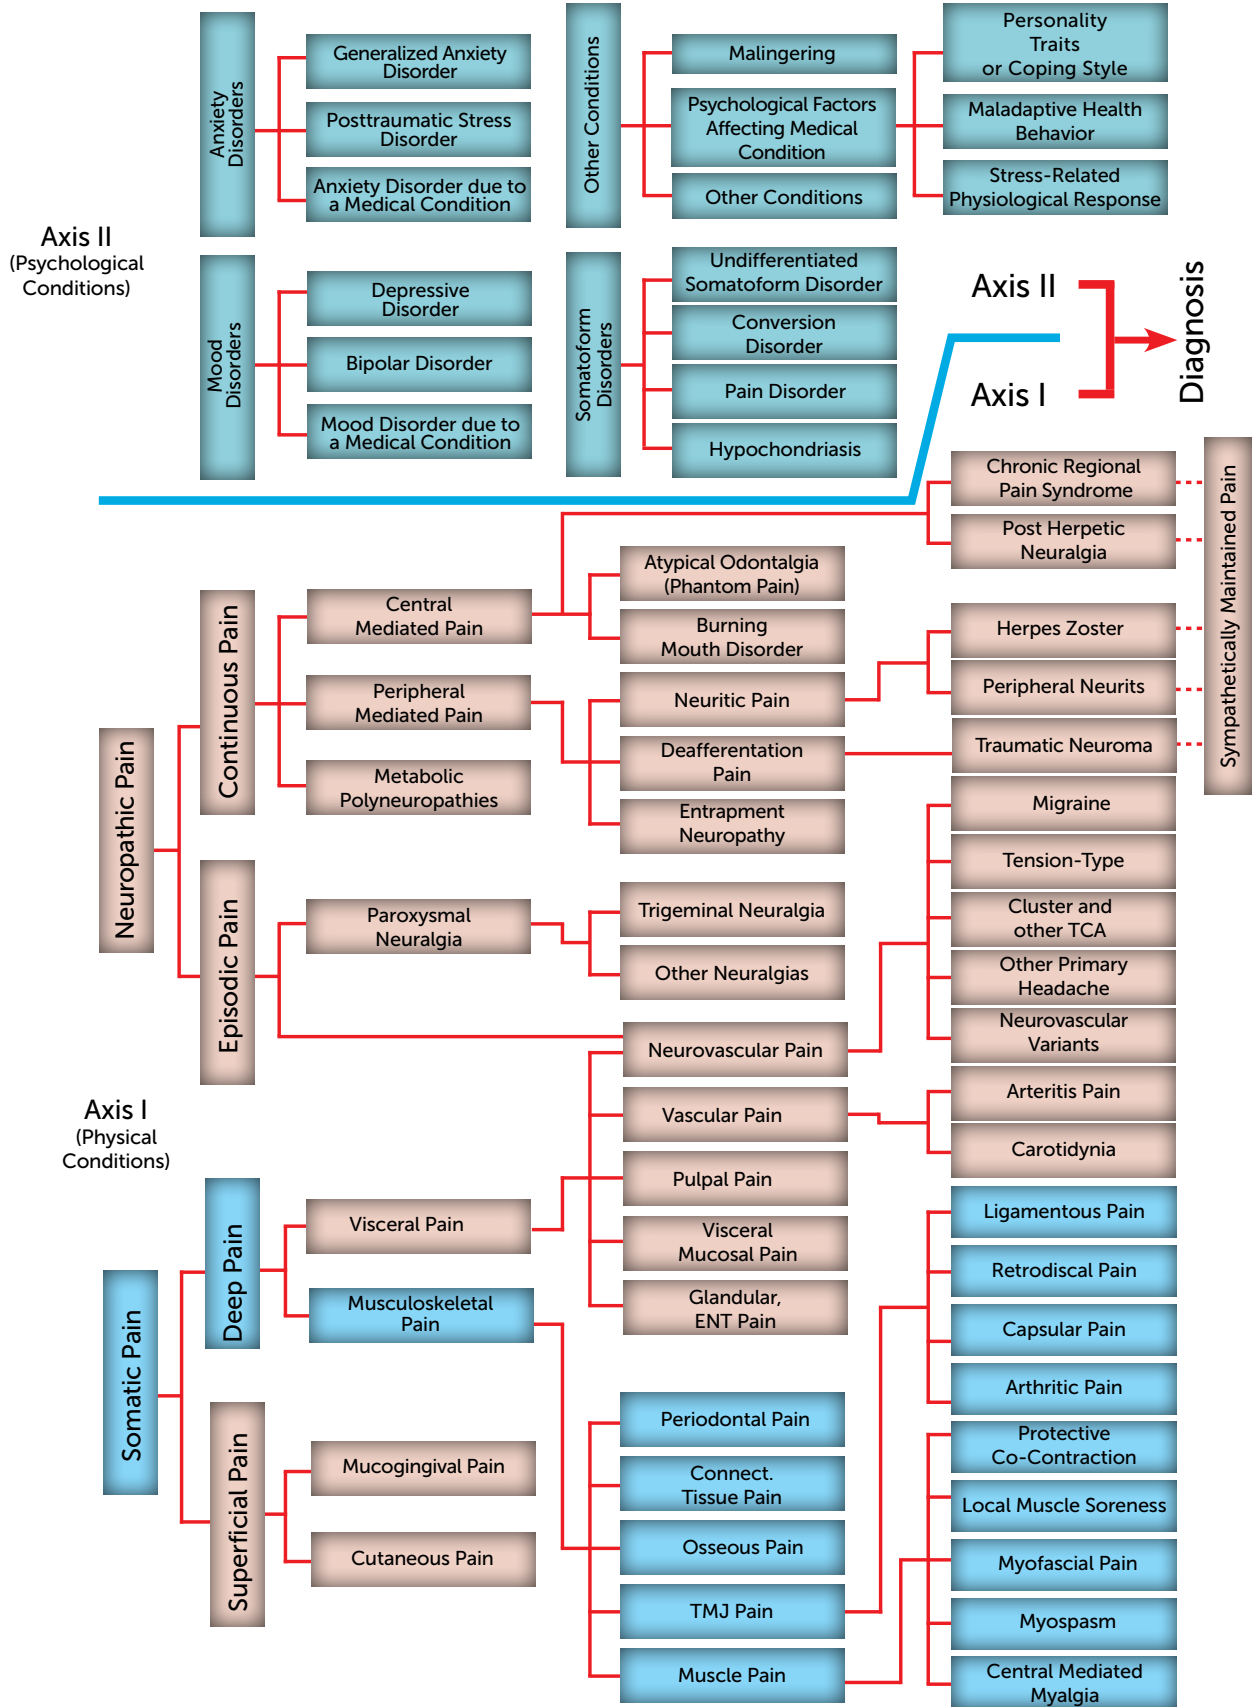 Axis II
(Psychological
Conditions)
Anxiety
Disorders
Generalized Anxiety
Disorder
Posttraumatic Stress
Disorder
Anxiety Disorder due to
a Medical Condition
Mood
Disorders
Depressive
Disorder
Bipolar Disorder
Mood Disorder due to
a Medical Condition
Other Conditions
Malingering
Psychological Factors
Affecting Medical
Condition
Other Conditions
Personality
Traits
or Coping Style
Maladaptive Health
Behavior
Stress-Related
Physiological Response
Somatoform
Disorders
Undifferentiated
Somatoform Disorder
Conversion
Disorder
Pain Disorder
Hypochondriasis
Axis II
Axis I
Diagnosis
Axis I
(Physical
Conditions)
Neuropathic Pain
Continuous Pain
Central
Mediated Pain
Peripheral
Mediated Pain
Metabolic
Polyneuropathies
Atypical Odontalgia
(Phantom Pain)
Burning
Mouth Disorder
Neuritic Pain
Deafferentation
Pain
Entrapment
Neuropathy
Chronic Regional
Pain Syndrome
Post Herpetic
Neuralgia
Herpes Zoster
Peripheral Neurits
Traumatic Neuroma
Sympathetically Maintained Pain
Episodic Pain
Paroxysmal
Neuralgia
Trigeminal Neuralgia
Other Neuralgias
Neurovascular Pain
Migraine
Tension-Type
Cluster and
other TCA
Other Primary
Headache
Neurovascular
Variants
Somatic Pain
Deep Pain
Visceral Pain
Vascular Pain
Pulpal Pain
Visceral
Mucosal Pain
Glandular,
ENT Pain
Arteritis Pain
Carotidynia
Musculoskeletal
Pain
Periodontal Pain
Connect.
Tissue Pain
Osseous Pain
TMJ Pain
Muscle Pain
Ligamentous Pain
Retrodiscal Pain
Capsular Pain
Arthritic Pain
Protective
Co-Contraction
Local Muscle Soreness
Myofascial Pain
Myospasm
Central Mediated
Myalgia
Superficial Pain
Mucogingival Pain
Cutaneous Pain